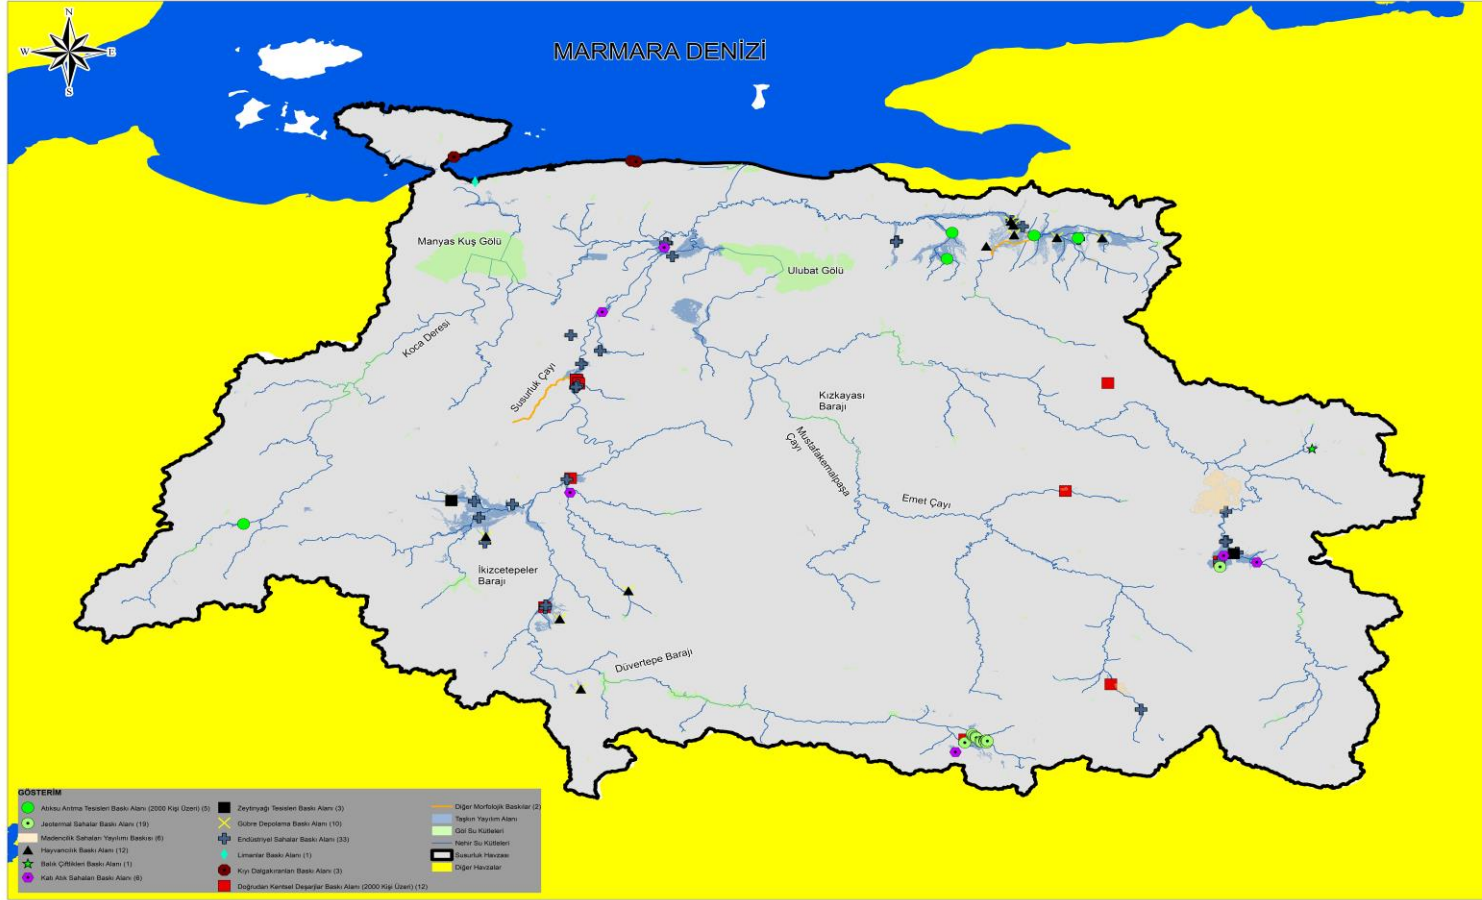 N
W
E
S
MARMARA DENİZİ
Manyas Kuş Gölü
Ulubat Gölü
Koca Deresi
Susurluk Çayı
Kızkayası
Barajı
Mustafakemalpaşa
Çayı
Emet Çayı
İkizcetepeler
Barajı
Düvertepe Barajı
GÖSTERİM
Atıksu Arıtma Tesisleri Baskı Alanı (2000 Kişi Üzeri) (5)
Jeotermal Sahalar Baskı Alanı (19)
Madencilik Sahaları Yayılımı Baskısı (6)
Hayvancılık Baskı Alanı (12)
Balık Çiftlikleri Baskı Alanı (1)
Katı Atık Sahaları Baskı Alanı (6)
Zeytinyağı Tesisleri Baskı Alanı (3)
Gübre Depolama Baskı Alanı (10)
Endüstriyel Sahalar Baskı Alanı (33)
Limanlar Baskı Alanı (1)
Kıyı Dalgakıranları Baskı Alanı (3)
Doğrudan Kentsel Deşarjlar Baskı Alanı (2000 Kişi Üzeri) (12)
Diğer Morfolojik Baskılar (2)
Taşkın Yayılım Alanı
Göl Su Kütleleri
Nehir Su Kütleleri
Susurluk Havzası
Diğer Havzalar